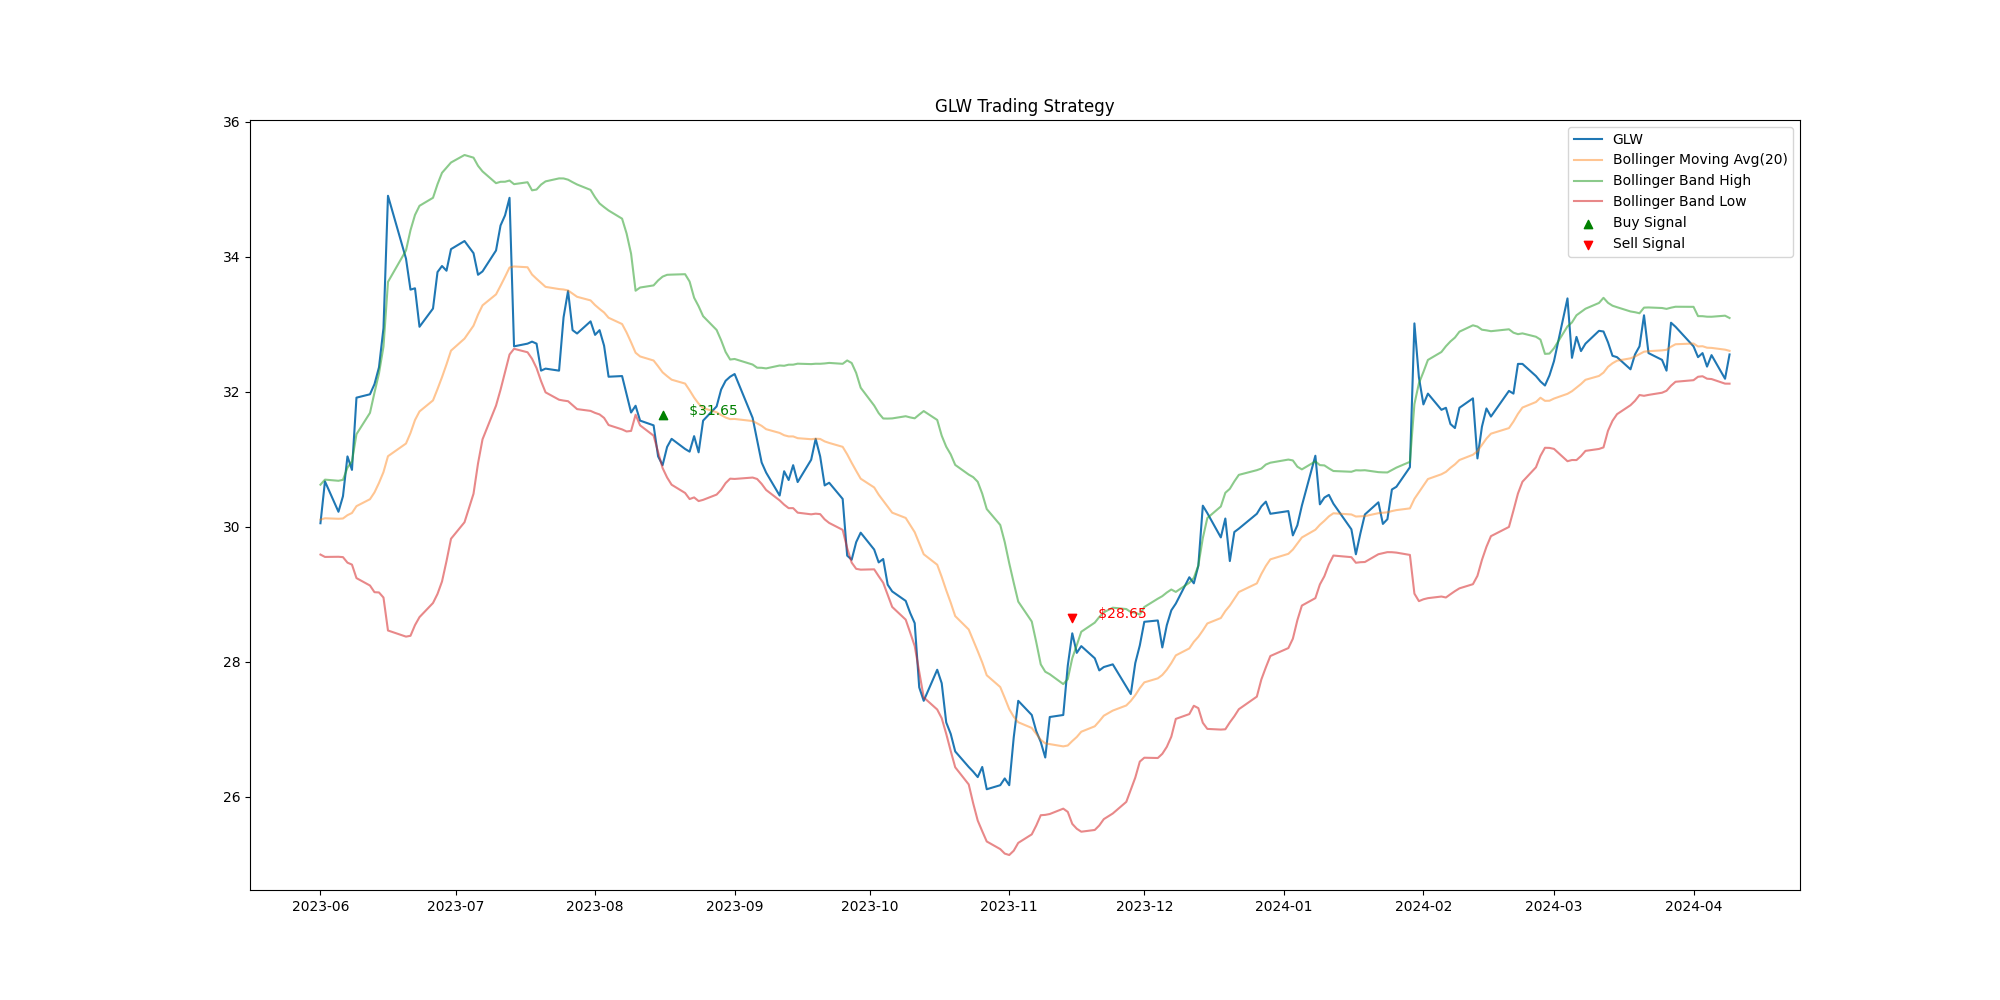 GLW Trading Strategy
36
34
32
30
28
26
GLW
Bollinger Moving Avg(20)
Bollinger Band High
Bollinger Band Low
Buy Signal
Sell Signal
$31.65
$28.65
2023-06 2023-07 2023-08 2023-09 2023-10 2023-11 2023-12 2024-01 2024-02 2024-03 2024-04